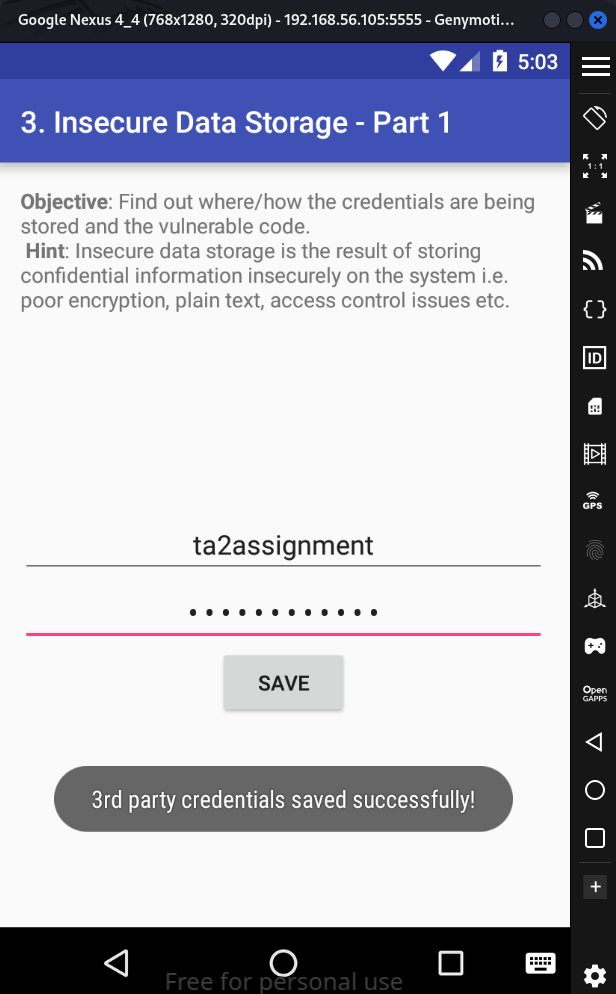 Google Nexus 4_4 (768x1280, 320dpi) - 192.168.56.105:5555 - Genymoti...
5:03
3. Insecure Data Storage - Part 1
Objective: Find out where/how the credentials are being
stored and the vulnerable code.
Hint: Insecure data storage is the result of storing
confidential information insecurely on the system i.e.
poor encryption, plain text, access control issues etc.
1:1
ID
GPS
ta2assignment
............
SAVE
Open
GAPPS
3rd party credentials saved successfully!
Free for personal use